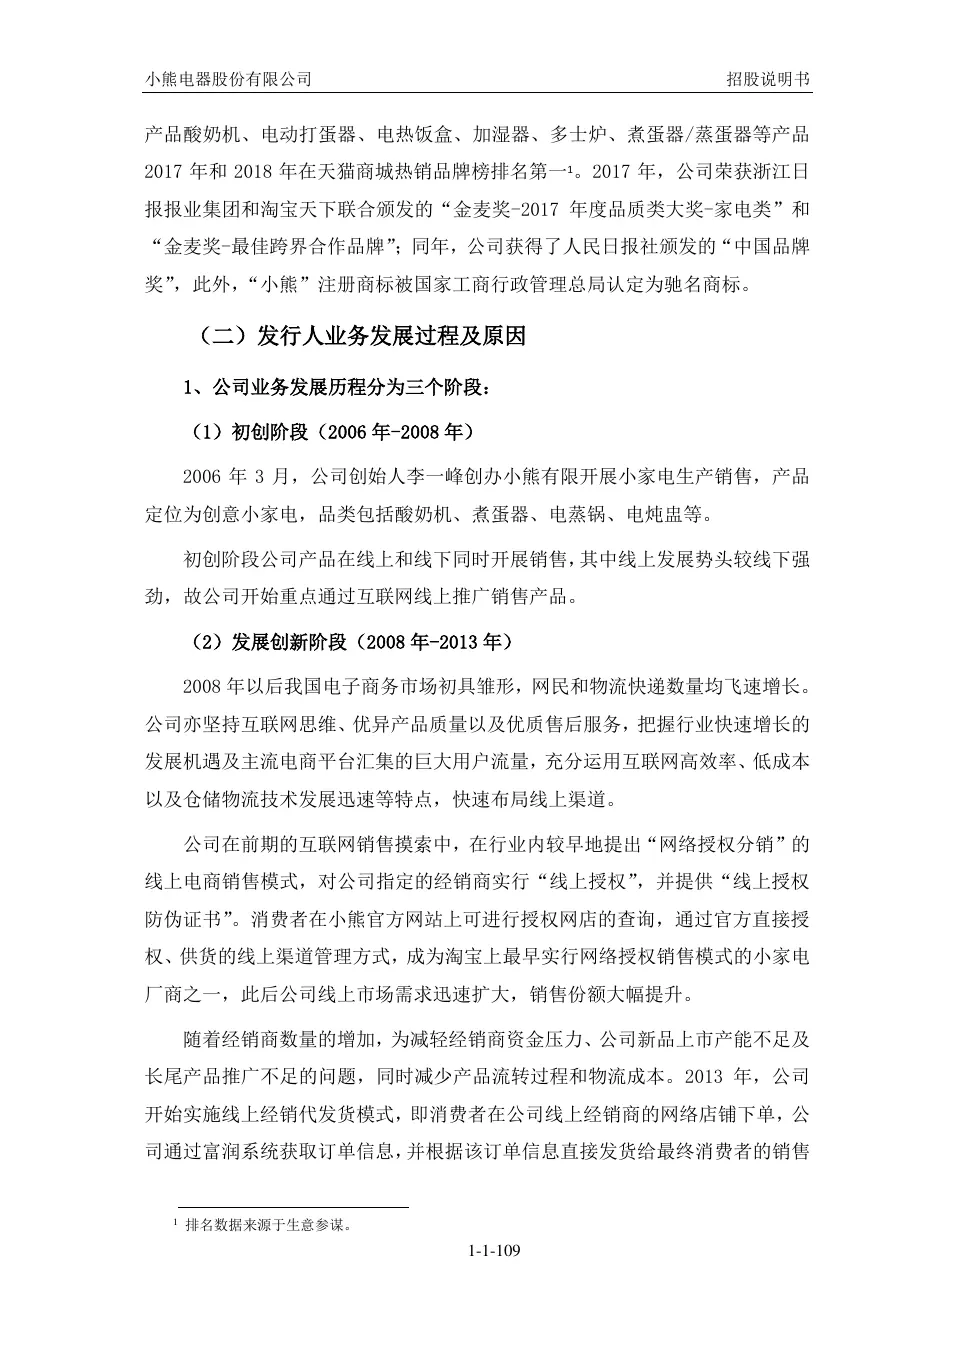 小熊电器股份有限公司 招股说明书
产品酸奶机、电动打蛋器、电热饭盒、加湿器、多士炉、煮蛋器/蒸蛋器等产品
2017 年和 2018 年在天猫商城热销品牌榜排名第一¹。2017 年，公司荣获浙江日
报报业集团和淘宝天下联合颁发的“金麦奖-2017 年度品质类大奖-家电类”和
“金麦奖-最佳跨界合作品牌”；同年，公司获得了人民日报社颁发的“中国品牌
奖”，此外，“小熊”注册商标被国家工商行政管理总局认定为驰名商标。
（二）发行人业务发展过程及原因
1、公司业务发展历程分为三个阶段：
（1）初创阶段（2006 年-2008 年）
2006 年 3 月，公司创始人李一峰创办小熊有限开展小家电生产销售，产品
定位为创意小家电，品类包括酸奶机、煮蛋器、电蒸锅、电炖盅等。
初创阶段公司产品在线上和线下同时开展销售，其中线上发展势头较线下强
劲，故公司开始重点通过互联网线上推广销售产品。
（2）发展创新阶段（2008 年-2013 年）
2008 年以后我国电子商务市场初具雏形，网民和物流快递数量均飞速增长。
公司亦坚持互联网思维、优异产品质量以及优质售后服务，把握行业快速增长的
发展机遇及主流电商平台汇集的巨大用户流量，充分运用互联网高效率、低成本
以及仓储物流技术发展迅速等特点，快速布局线上渠道。
公司在前期的互联网销售摸索中，在行业内较早地提出“网络授权分销”的
线上电商销售模式，对公司指定的经销商实行“线上授权”，并提供“线上授权
防伪证书”。消费者在小熊官方网站上可进行授权网店的查询，通过官方直接授
权、供货的线上渠道管理方式，成为淘宝上最早实行网络授权销售模式的小家电
厂商之一，此后公司线上市场需求迅速扩大，销售份额大幅提升。
随着经销商数量的增加，为减轻经销商资金压力、公司新品上市产能不足及
长尾产品推广不足的问题，同时减少产品流转过程和物流成本。2013 年，公司
开始实施线上经销代发货模式，即消费者在公司线上经销商的网络店铺下单，公
司通过富润系统获取订单信息，并根据该订单信息直接发货给最终消费者的销售
¹ 排名数据来源于生意参谋。
1-1-109